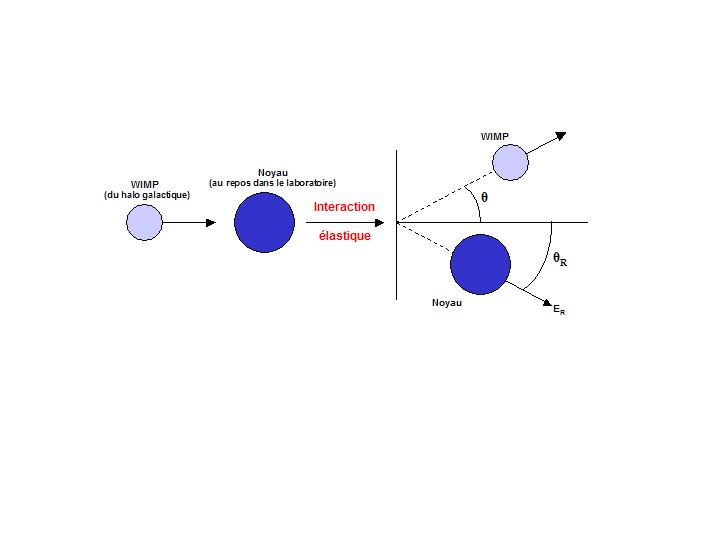 WIMP
(du halo galactique)
Noyau
(au repos dans le laboratoire)
Interaction
élastique
WIMP
θ
θR
Noyau
ER